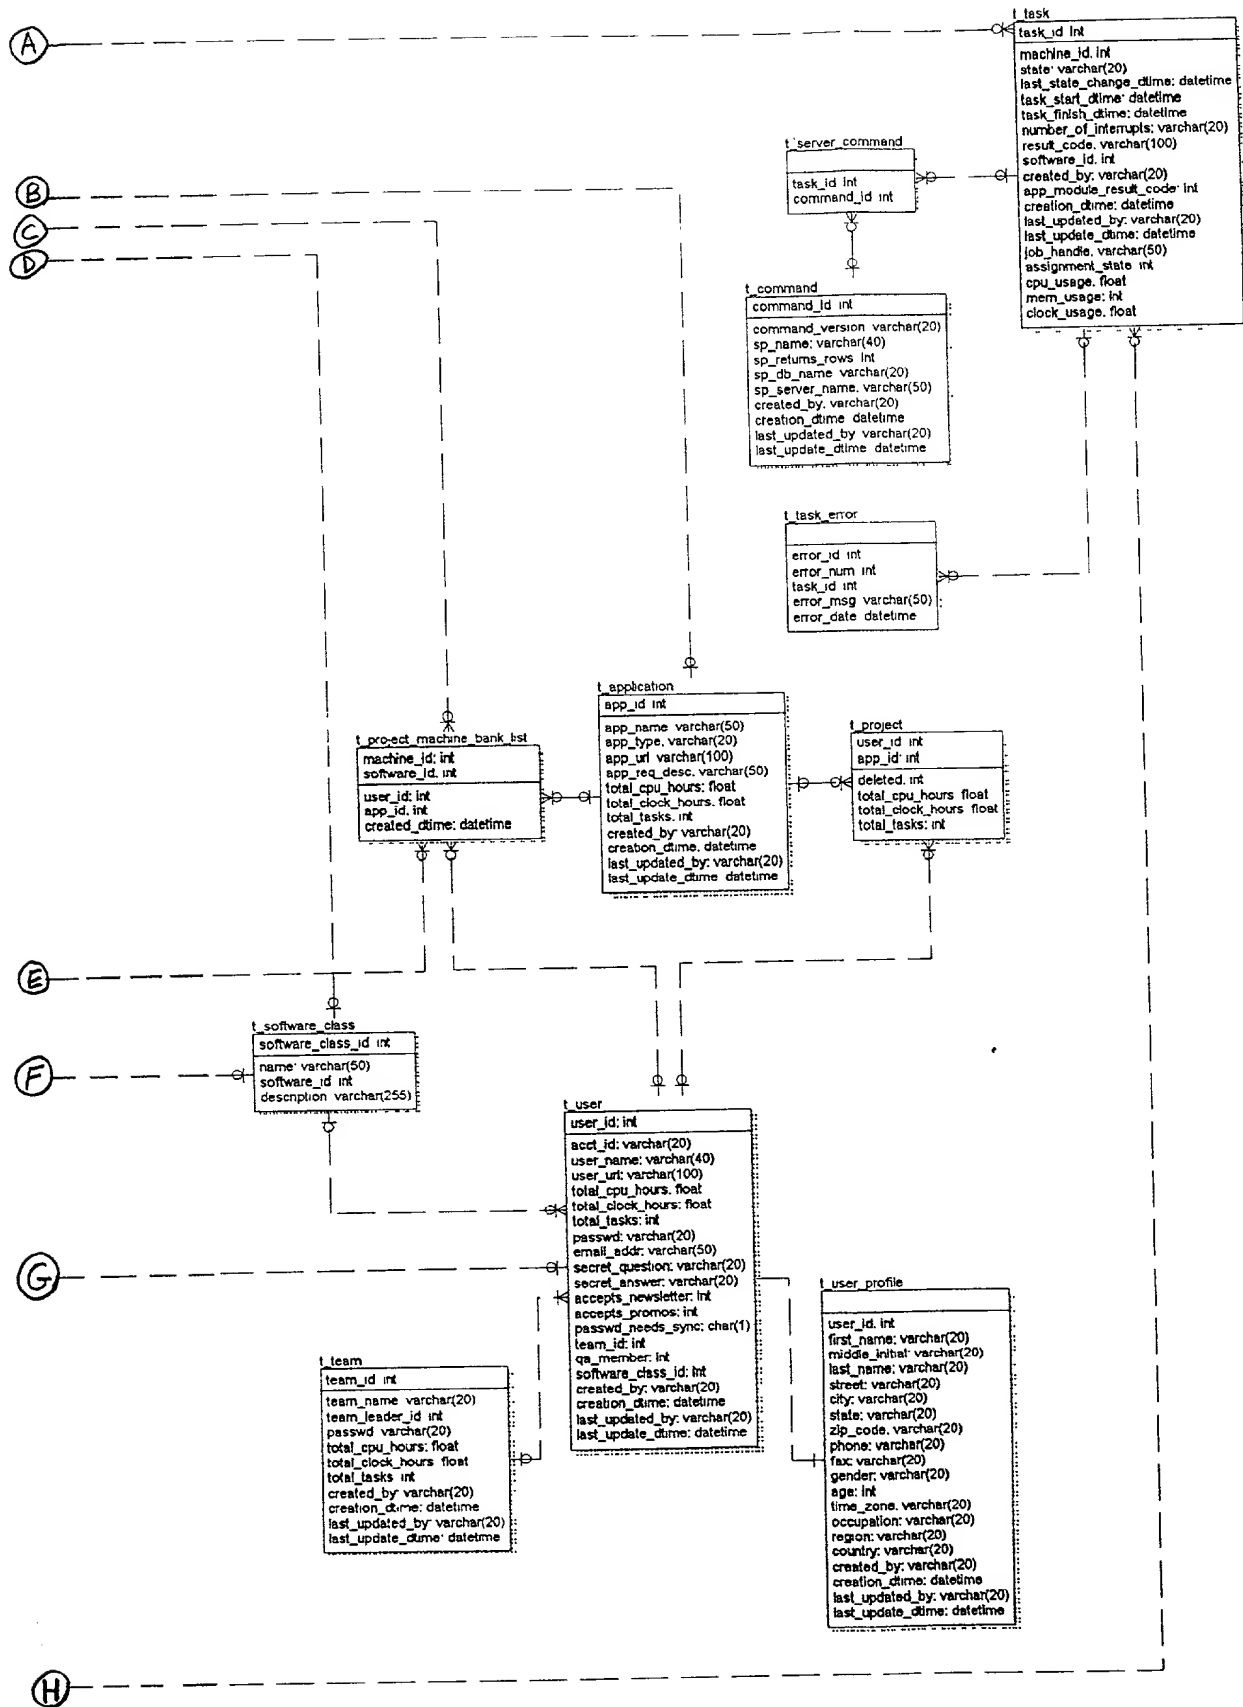 A
t_task
task_id int
machine_id. int
state: varchar(20)
last_state_change_dtime: datetime
task_start_dtime: datetime
task_finish_dtime: datetime
number_of_interrupts: varchar(20)
result_code. varchar(100)
software_id. int
created_by: varchar(20)
app_module_result_code: int
creation_dtime: datetime
last_updated_by: varchar(20)
last_update_dtime: datetime
job_handle. varchar(50)
assignment_state int
cpu_usage. float
mem_usage: int
clock_usage. float
t_server_command
task_id int
command_id int
B
C
D
t_command
command_id int
command_version varchar(20)
sp_name: varchar(40)
sp_returns_rows int
sp_db_name varchar(20)
sp_server_name. varchar(50)
created_by. varchar(20)
creation_dtime datetime
last_updated_by varchar(20)
last_update_dtime datetime
t_task_error
error_id int
error_num int
task_id int
error_msg varchar(50)
error_date datetime
t_application
app_id int
app_name varchar(50)
app_type. varchar(20)
app_url varchar(100)
app_req_desc. varchar(50)
total_cpu_hours: float
total_clock_hours. float
total_tasks. int
created_by: varchar(20)
creation_dtime. datetime
last_updated_by: varchar(20)
last_update_dtime datetime
t_project
user_id int
app_id: int
deleted. int
total_cpu_hours float
total_clock_hours float
total_tasks: int
t_project_machine_bank_list
machine_id: int
software_id. int
user_id: int
app_id. int
created_dtime: datetime
E
t_software_class
software_class_id int
name: varchar(50)
software_id int
description varchar(255)
F
t_user
user_id: int
acct_id: varchar(20)
user_name: varchar(40)
user_url: varchar(100)
total_cpu_hours. float
total_clock_hours: float
total_tasks: int
passwd: varchar(20)
email_addr: varchar(50)
secret_question: varchar(20)
secret_answer: varchar(20)
accepts_newsletter: int
accepts_promos: int
passwd_needs_sync: char(1)
team_id: int
qa_member: int
software_class_id: int
created_by: varchar(20)
creation_dtime: datetime
last_updated_by: varchar(20)
last_update_dtime: datetime
G
t_user_profile
user_id. int
first_name: varchar(20)
middle_initial: varchar(20)
last_name: varchar(20)
street: varchar(20)
city: varchar(20)
state: varchar(20)
zip_code. varchar(20)
phone: varchar(20)
fax: varchar(20)
gender: varchar(20)
age: int
time_zone. varchar(20)
occupation: varchar(20)
region: varchar(20)
country: varchar(20)
created_by: varchar(20)
creation_dtime: datetime
last_updated_by: varchar(20)
last_update_dtime: datetime
t_team
team_id int
team_name varchar(20)
team_leader_id int
passwd varchar(20)
total_cpu_hours: float
total_clock_hours float
total_tasks int
created_by: varchar(20)
creation_dtime: datetime
last_updated_by: varchar(20)
last_update_dtime: datetime
H